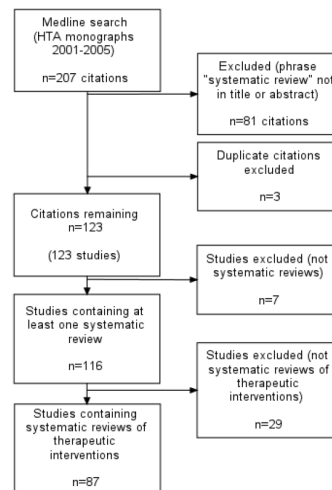 Medline search
(HTA monographs
2001-2005)
n=207 citations
Excluded (phrase
"systematic review" not
in title or abstract)
n=81 citations
Duplicate citations
excluded
n=3
Citations remaining
n=123
(123 studies)
Studies excluded (not
systematic reviews)
n=7
Studies containing at
least one systematic
review
n=116
Studies excluded (not
systematic reviews of
therapeutic
interventions)
n=29
Studies containing
systematic reviews of
therapeutic
interventions
n=87